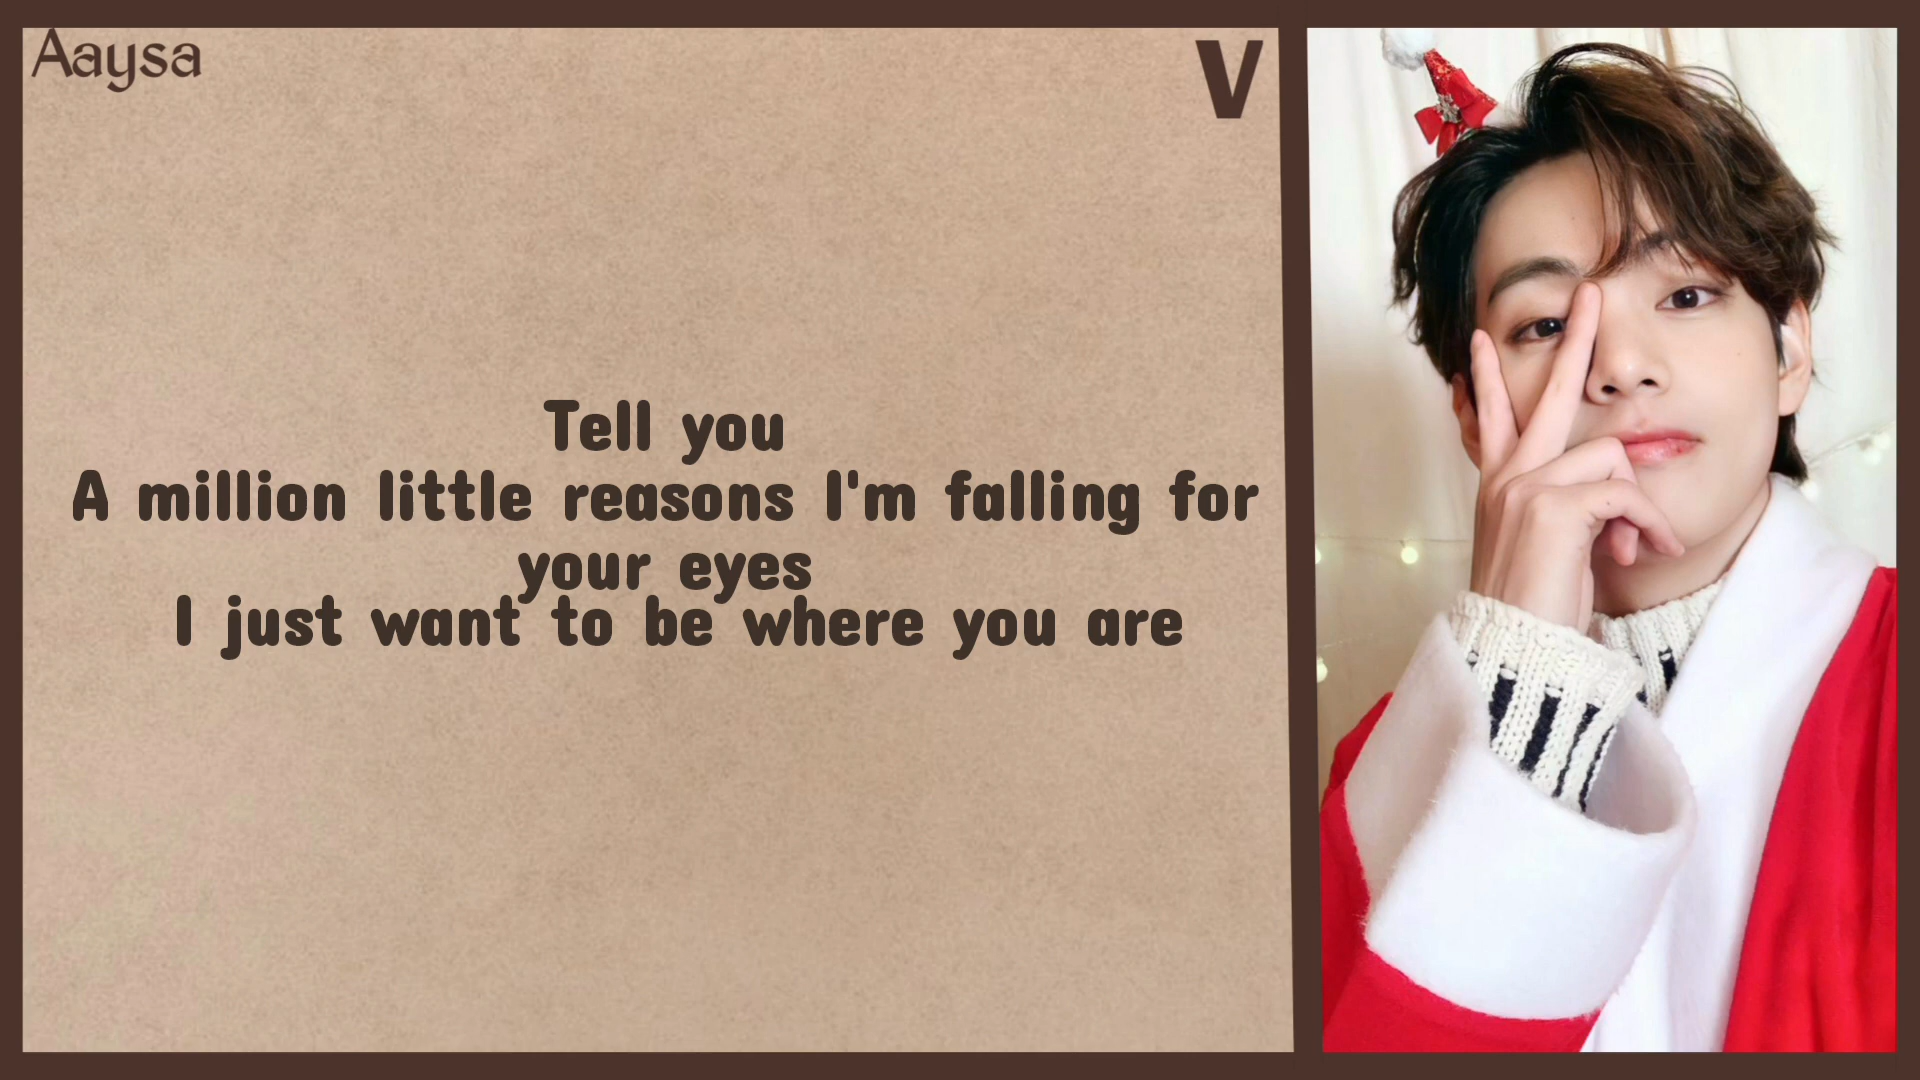 Aaysa
V
Tell you
A million little reasons I'm falling for
your eyes
I just want to be where you are